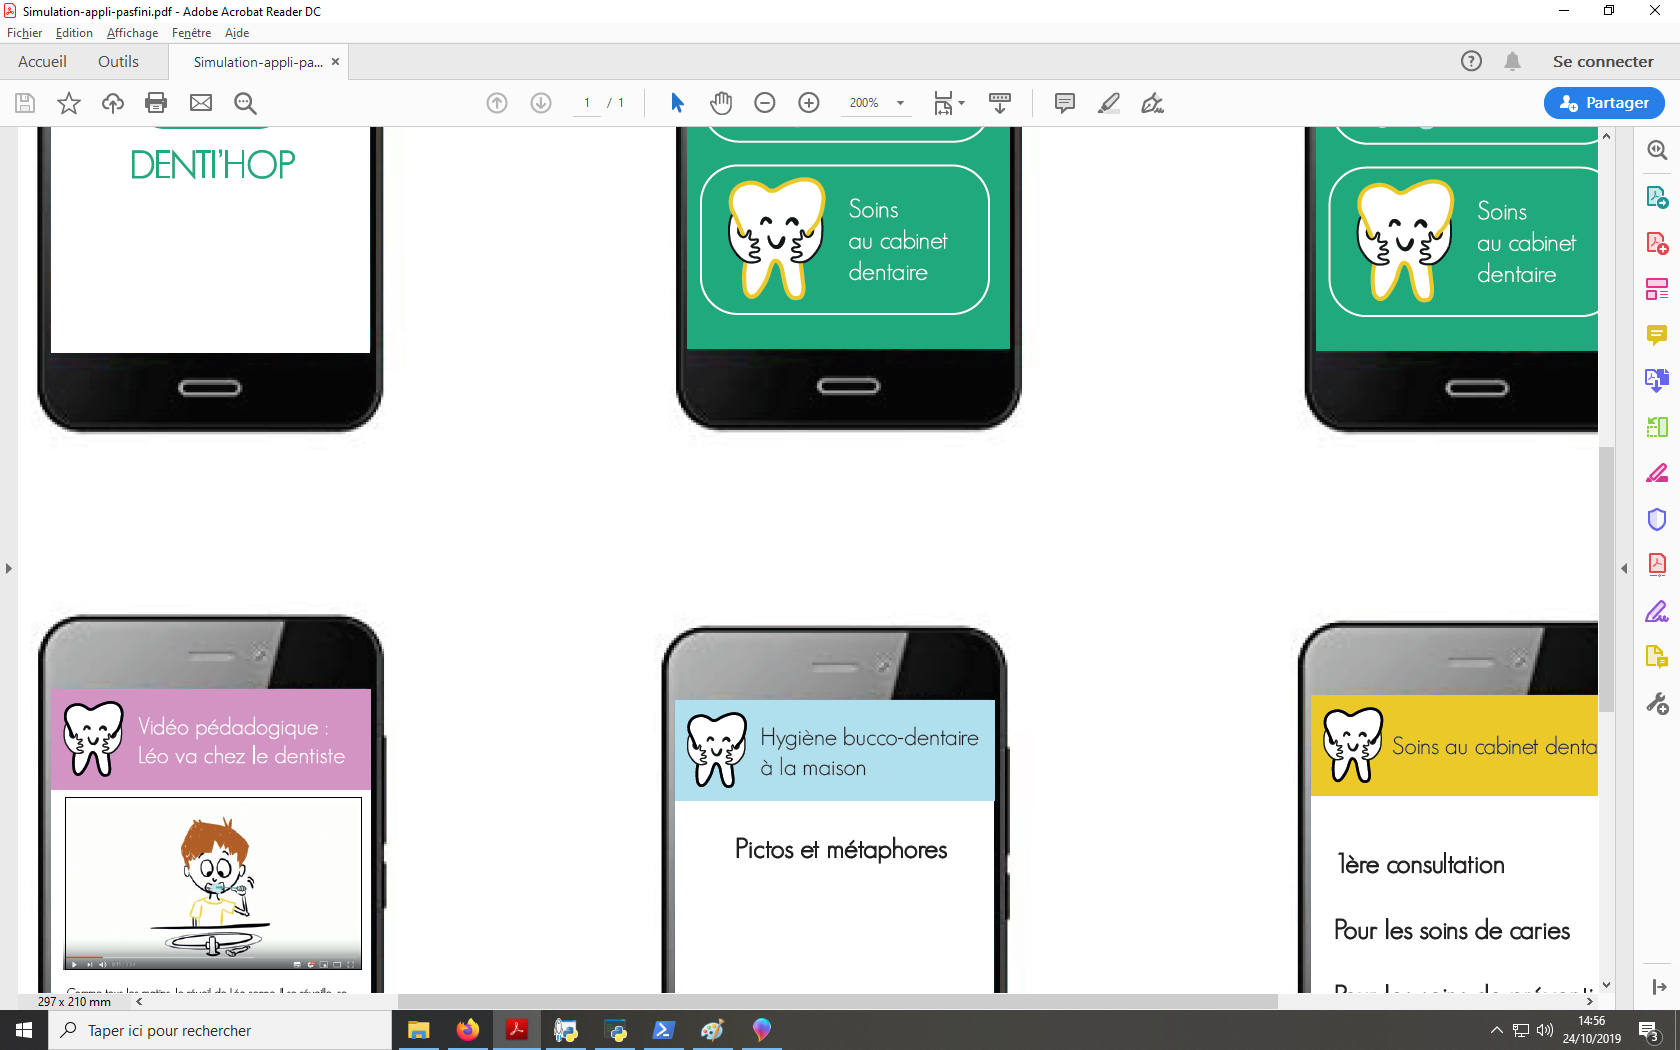 Simulation-appli-pasfini.pdf - Adobe Acrobat Reader DC
Fichier Edition Affichage Fenêtre Aide
Accueil Outils Simulation-appli-pa... × Se connecter
1 / 1 200% Partager
DENTI'HOP
Soins
au cabinet
dentaire
Soins
au cabinet
dentaire
Vidéo pédadogique :
Léo va chez le dentiste
Hygiène bucco-dentaire
à la maison
Pictos et métaphores
Soins au cabinet denta
1ère consultation
Pour les soins de caries
297 x 210 mm
Taper ici pour rechercher
14:56
24/10/2019
3